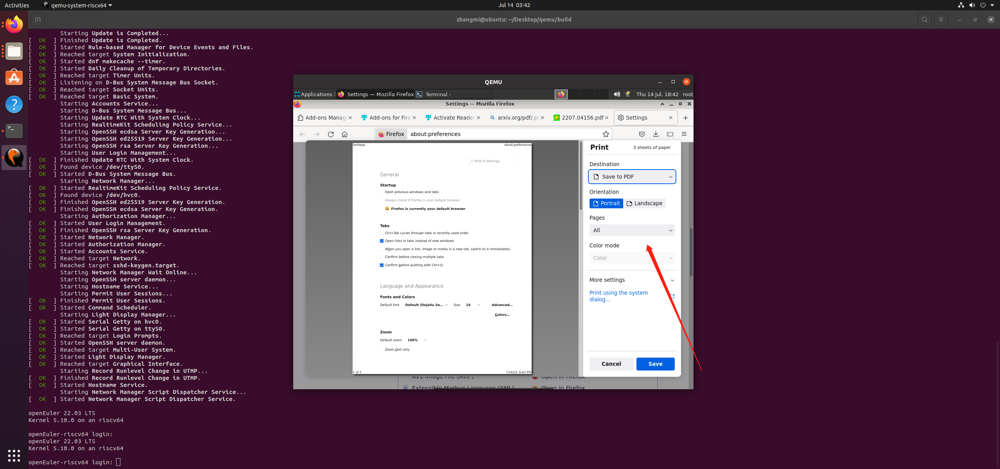 Activities
qemu-system-riscv64
Jul 14 03:42
zhangmi@ubuntu: ~/Desktop/qemu/build
Starting Update is Completed...
[ OK ] Finished Update is Completed.
[ OK ] Started Rule-based Manager for Device Events and Files.
[ OK ] Reached target System Initialization.
[ OK ] Started dnf makecache --timer.
[ OK ] Started Daily Cleanup of Temporary Directories.
[ OK ] Reached target Timer Units.
[ OK ] Listening on D-Bus System Message Bus Socket.
[ OK ] Reached target Socket Units.
[ OK ] Reached target Basic System.
Starting Accounts Service...
Starting D-Bus System Message Bus...
Starting Update RTC With System Clock...
Starting RealtimeKit Scheduling Policy Service...
Starting OpenSSH ecdsa Server Key Generation...
Starting OpenSSH ed25519 Server Key Generation...
Starting OpenSSH rsa Server Key Generation...
Starting User Login Management...
[ OK ] Finished Update RTC With System Clock.
[ OK ] Found device /dev/ttyS0.
[ OK ] Started D-Bus System Message Bus.
Starting Network Manager...
[ OK ] Started RealtimeKit Scheduling Policy Service.
[ OK ] Found device /dev/hvc0.
[ OK ] Finished OpenSSH ed25519 Server Key Generation.
[ OK ] Finished OpenSSH ecdsa Server Key Generation.
Starting Authorization Manager...
[ OK ] Started User Login Management.
[ OK ] Finished OpenSSH rsa Server Key Generation.
[ OK ] Started Network Manager.
[ OK ] Started Authorization Manager.
[ OK ] Started Accounts Service.
[ OK ] Reached target Network.
[ OK ] Reached target sshd-keygen.target.
Starting Network Manager Wait Online...
Starting OpenSSH server daemon...
Starting Hostname Service...
Starting Permit User Sessions...
[ OK ] Finished Permit User Sessions.
[ OK ] Started Command Scheduler.
Starting Light Display Manager...
[ OK ] Started Serial Getty on hvc0.
[ OK ] Started Serial Getty on ttyS0.
[ OK ] Reached target Login Prompts.
[ OK ] Started OpenSSH server daemon.
[ OK ] Reached target Multi-User System.
[ OK ] Started Light Display Manager.
[ OK ] Reached target Graphical Interface.
Starting Record Runlevel Change in UTMP...
[ OK ] Finished Record Runlevel Change in UTMP.
[ OK ] Started Hostname Service.
Starting Network Manager Script Dispatcher Service...
[ OK ] Started Network Manager Script Dispatcher Service.
openEuler 22.03 LTS
Kernel 5.10.0 on an riscv64
openEuler-riscv64 login:
openEuler 22.03 LTS
Kernel 5.10.0 on an riscv64
openEuler-riscv64 login:
QEMU
Applications
Settings — Mozilla Firefox
Terminal -
Thu 14 Jul, 18:42
root
Settings — Mozilla Firefox
Add-ons Manag
Add-ons for Fire
Activate Reader
arxiv.org/pdf/.p
2207.04156.pdf
Settings
Firefox
about:preferences
Settings
about:preferences
Find in Settings
General
Startup
Open previous windows and tabs
Always check if Firefox is your default browser
Firefox is currently your default browser
Tabs
Ctrl+Tab cycles through tabs in recently used order
Open links in tabs instead of new windows
When you open a link, image or media in a new tab, switch to it immediately
Confirm before closing multiple tabs
Confirm before quitting with Ctrl+Q
Language and Appearance
Fonts and Colors
Default font
Default (DejaVu Se...
Size
16
Advanced...
Colors...
Zoom
Default zoom
100%
Zoom text only
1 of 3
7/14/22, 6:42 PM
Print
3 sheets of paper
Destination
Save to PDF
Orientation
Portrait
Landscape
Pages
All
Color mode
Color
More settings
Print using the system
dialog...
Cancel
Save
AV1 Image File (AVIF)
Open in Firefox
Extensible Markup Language (XML)
Open in Firefox